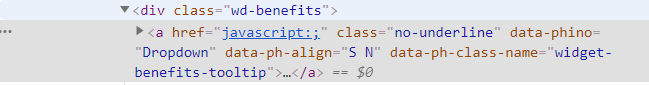 ▼<div class="wd-benefits">
… ▶<a href="javascript:;" class="no-underline" data-phino=
"Dropdown" data-ph-align="S N" data-ph-class-name="widget-
benefits-tooltip">…</a> == $0